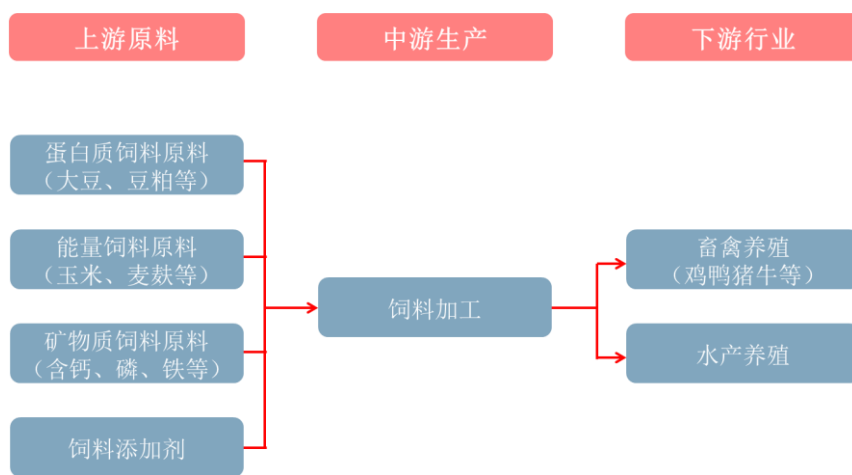 上游原料
中游生产
下游行业
蛋白质饲料原料
（大豆、豆粕等）
能量饲料原料
（玉米、麦麸等）
矿物质饲料原料
（含钙、磷、铁等）
饲料添加剂
饲料加工
畜禽养殖
（鸡鸭猪牛等）
水产养殖